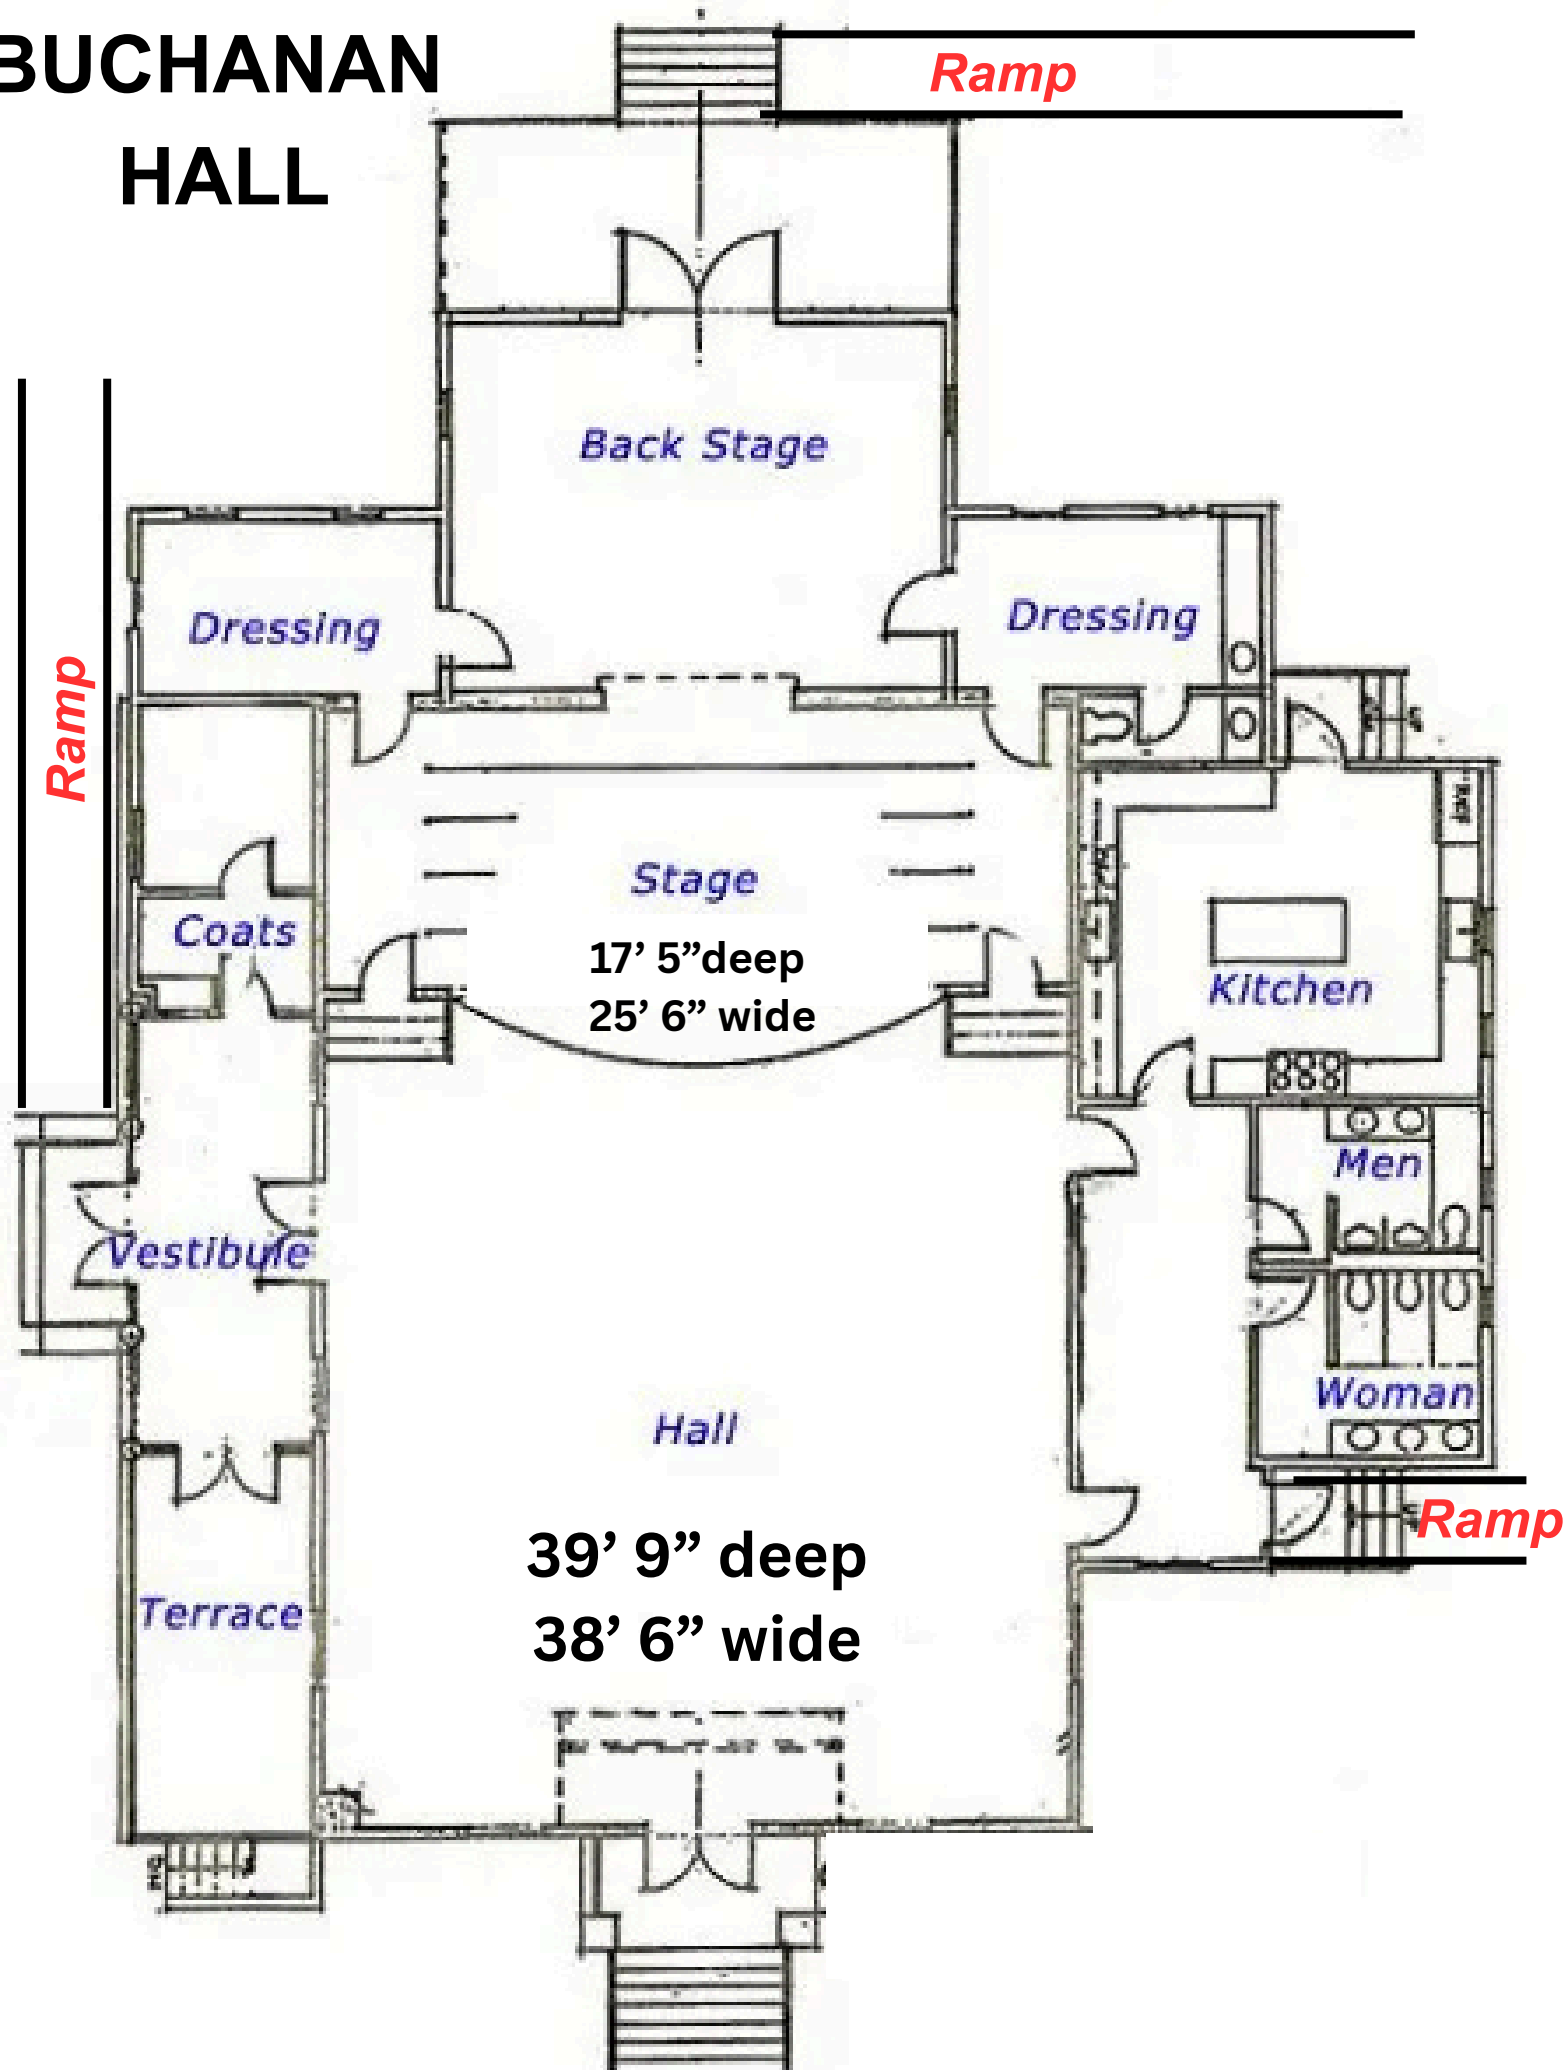 BUCHANAN
HALL
Ramp
Back Stage
Dressing
Dressing
Ramp
Stage
Coats
17’ 5”deep
25’ 6” wide
Kitchen
Men
Vestibule
Woman
Hall
Ramp
39’ 9” deep
38’ 6” wide
Terrace